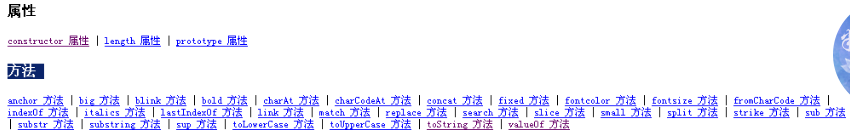 属性
constructor 属性 | length 属性 | prototype 属性
方法
anchor 方法 | big 方法 | blink 方法 | bold 方法 | charAt 方法 | charCodeAt 方法 | concat 方法 | fixed 方法 | fontcolor 方法 | fontsize 方法 | fromCharCode 方法 |
indexOf 方法 | italics 方法 | lastIndexOf 方法 | link 方法 | match 方法 | replace 方法 | search 方法 | slice 方法 | small 方法 | split 方法 | strike 方法 | sub 方法
| substr 方法 | substring 方法 | sup 方法 | toLowerCase 方法 | toUpperCase 方法 | toString 方法 | valueOf 方法